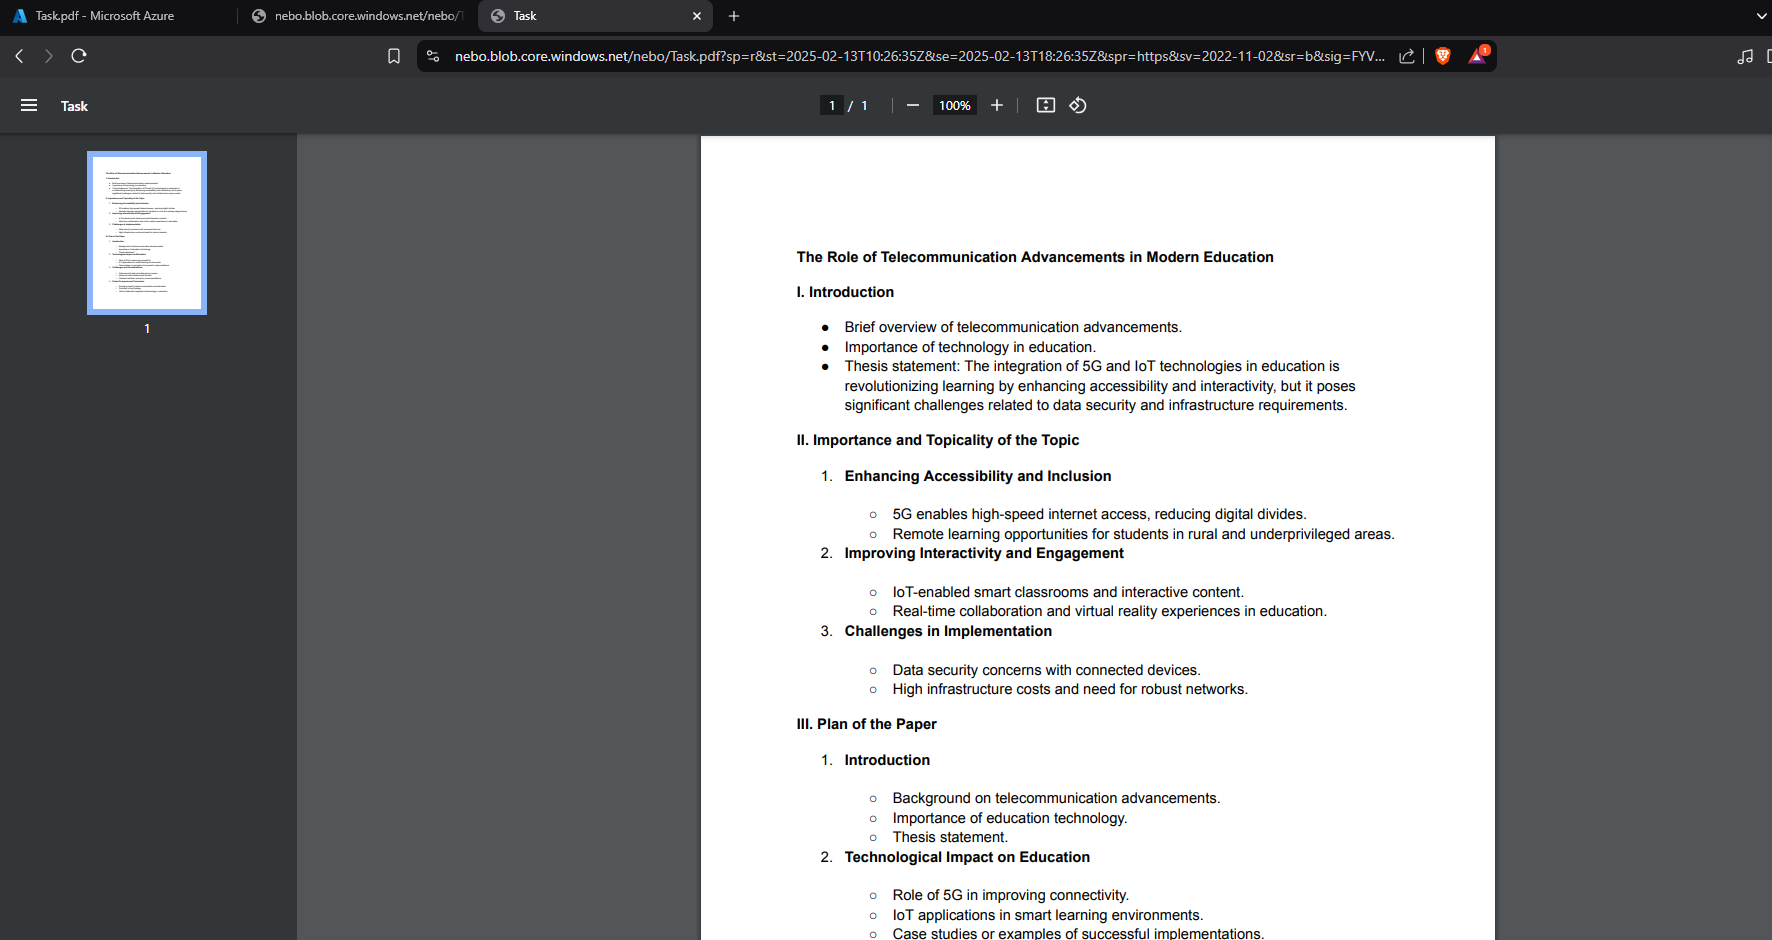 Task.pdf - Microsoft Azure
nebo.blob.core.windows.net/nebo/
Task
nebo.blob.core.windows.net/nebo/Task.pdf?sp=r&st=2025-02-13T10:26:35Z&se=2025-02-13T18:26:35Z&spr=https&sv=2022-11-02&sr=b&sig=FYV...
1
Task
1 / 1
100%
1
The Role of Telecommunication Advancements in Modern Education
I. Introduction
● Brief overview of telecommunication advancements.
● Importance of technology in education.
● Thesis statement: The integration of 5G and IoT technologies in education is
revolutionizing learning by enhancing accessibility and interactivity, but it poses
significant challenges related to data security and infrastructure requirements.
II. Importance and Topicality of the Topic
1. Enhancing Accessibility and Inclusion
○ 5G enables high-speed internet access, reducing digital divides.
○ Remote learning opportunities for students in rural and underprivileged areas.
2. Improving Interactivity and Engagement
○ IoT-enabled smart classrooms and interactive content.
○ Real-time collaboration and virtual reality experiences in education.
3. Challenges in Implementation
○ Data security concerns with connected devices.
○ High infrastructure costs and need for robust networks.
III. Plan of the Paper
1. Introduction
○ Background on telecommunication advancements.
○ Importance of education technology.
○ Thesis statement.
2. Technological Impact on Education
○ Role of 5G in improving connectivity.
○ IoT applications in smart learning environments.
○ Case studies or examples of successful implementations.